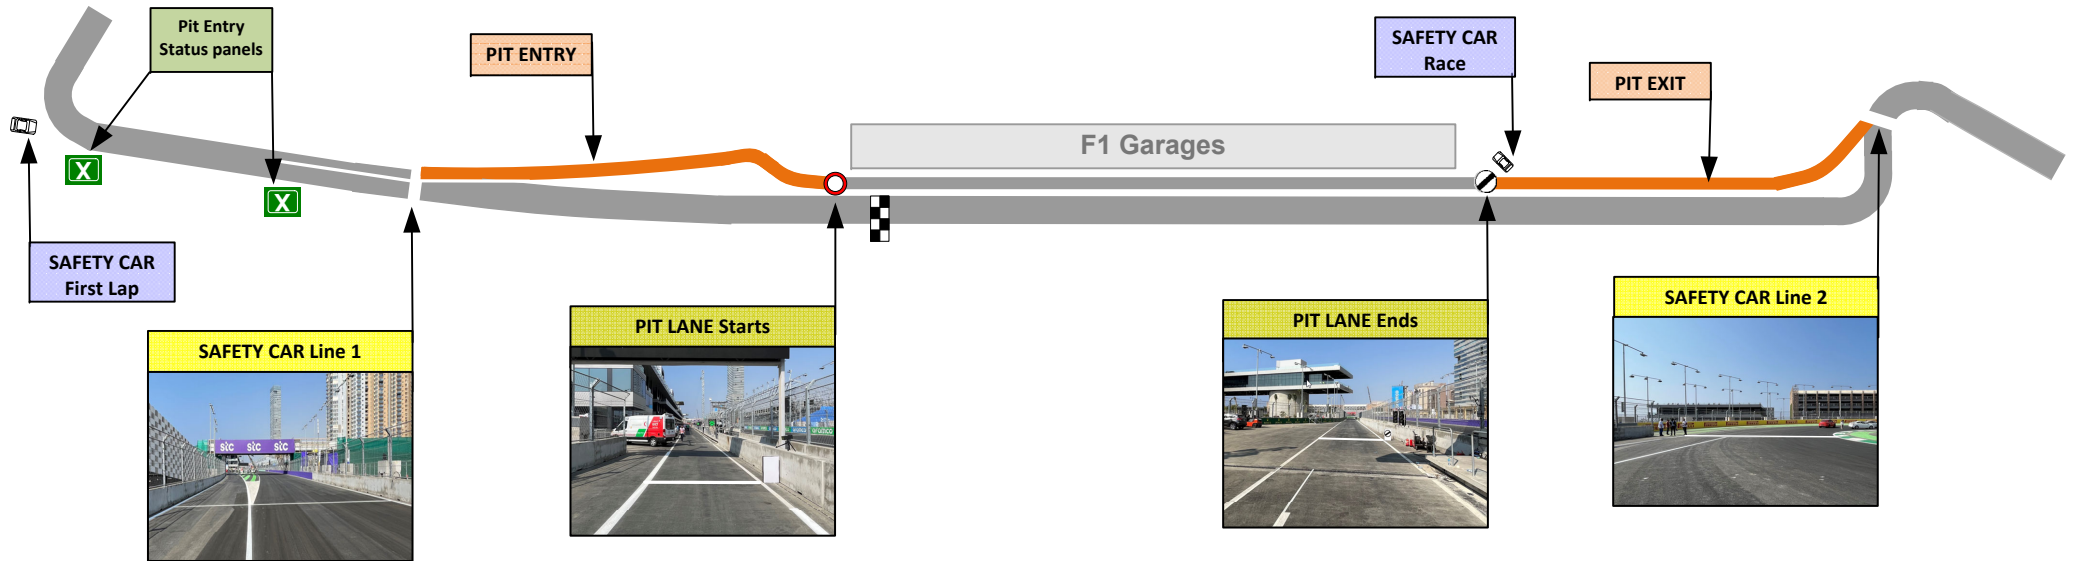 Pit Entry
Status panels
PIT ENTRY
SAFETY CAR
Race
PIT EXIT
F1 Garages
X
X
SAFETY CAR
First Lap
SAFETY CAR Line 1
PIT LANE Starts
PIT LANE Ends
SAFETY CAR Line 2
stc stc stc
aramco